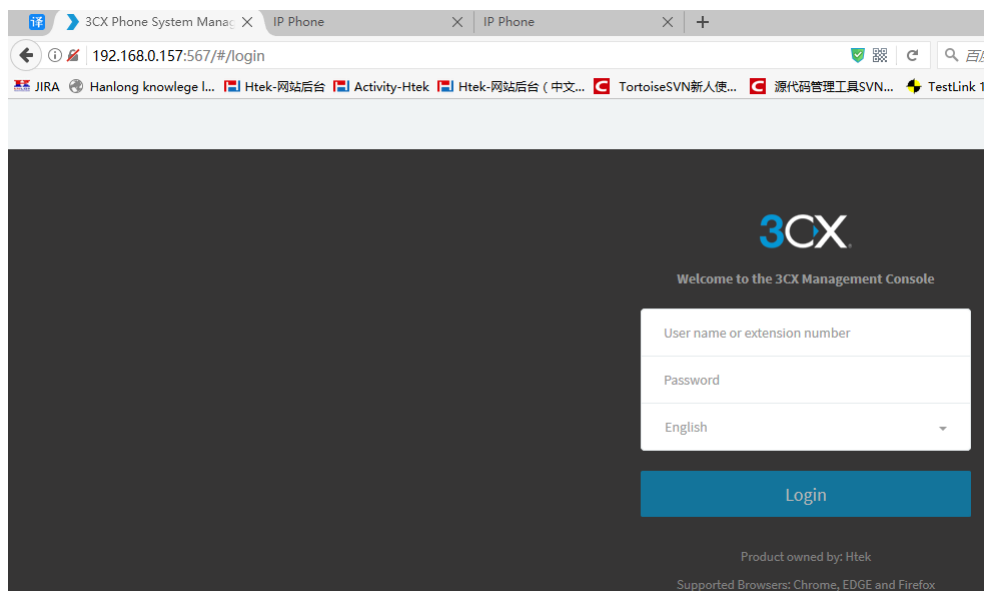 译 3CX Phone System Manag IP Phone IP Phone
192.168.0.157:567/#/login
JIRA Hanlong knowlege l... Htek-网站后台 Activity-Htek Htek-网站后台 ( 中文... TortoiseSVN新人使... 源代码管理工具SVN... TestLink 1
3CX
Welcome to the 3CX Management Console
User name or extension number
Password
English
Login
Product owned by: Htek
Supported Browsers: Chrome, EDGE and Firefox